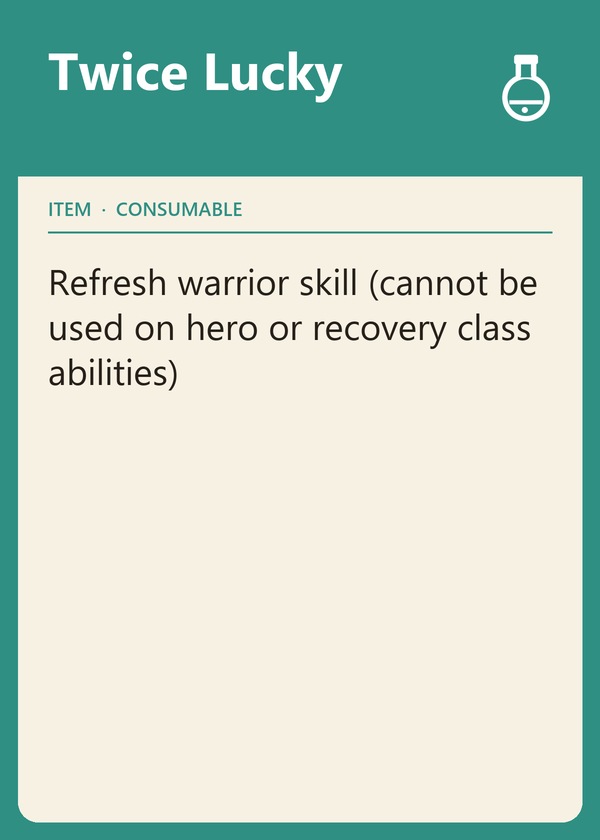 Twice Lucky
ITEM · CONSUMABLE
Refresh warrior skill (cannot be
used on hero or recovery class
abilities)